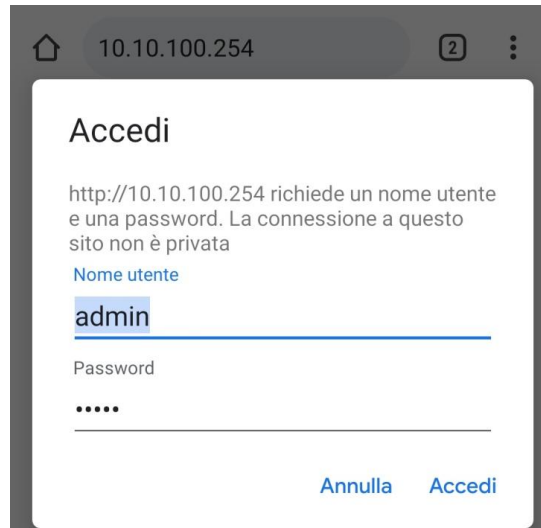 10.10.100.254
2
Accedi
http://10.10.100.254 richiede un nome utente
e una password. La connessione a questo
sito non è privata
Nome utente
admin
Password
•••••
Annulla Accedi